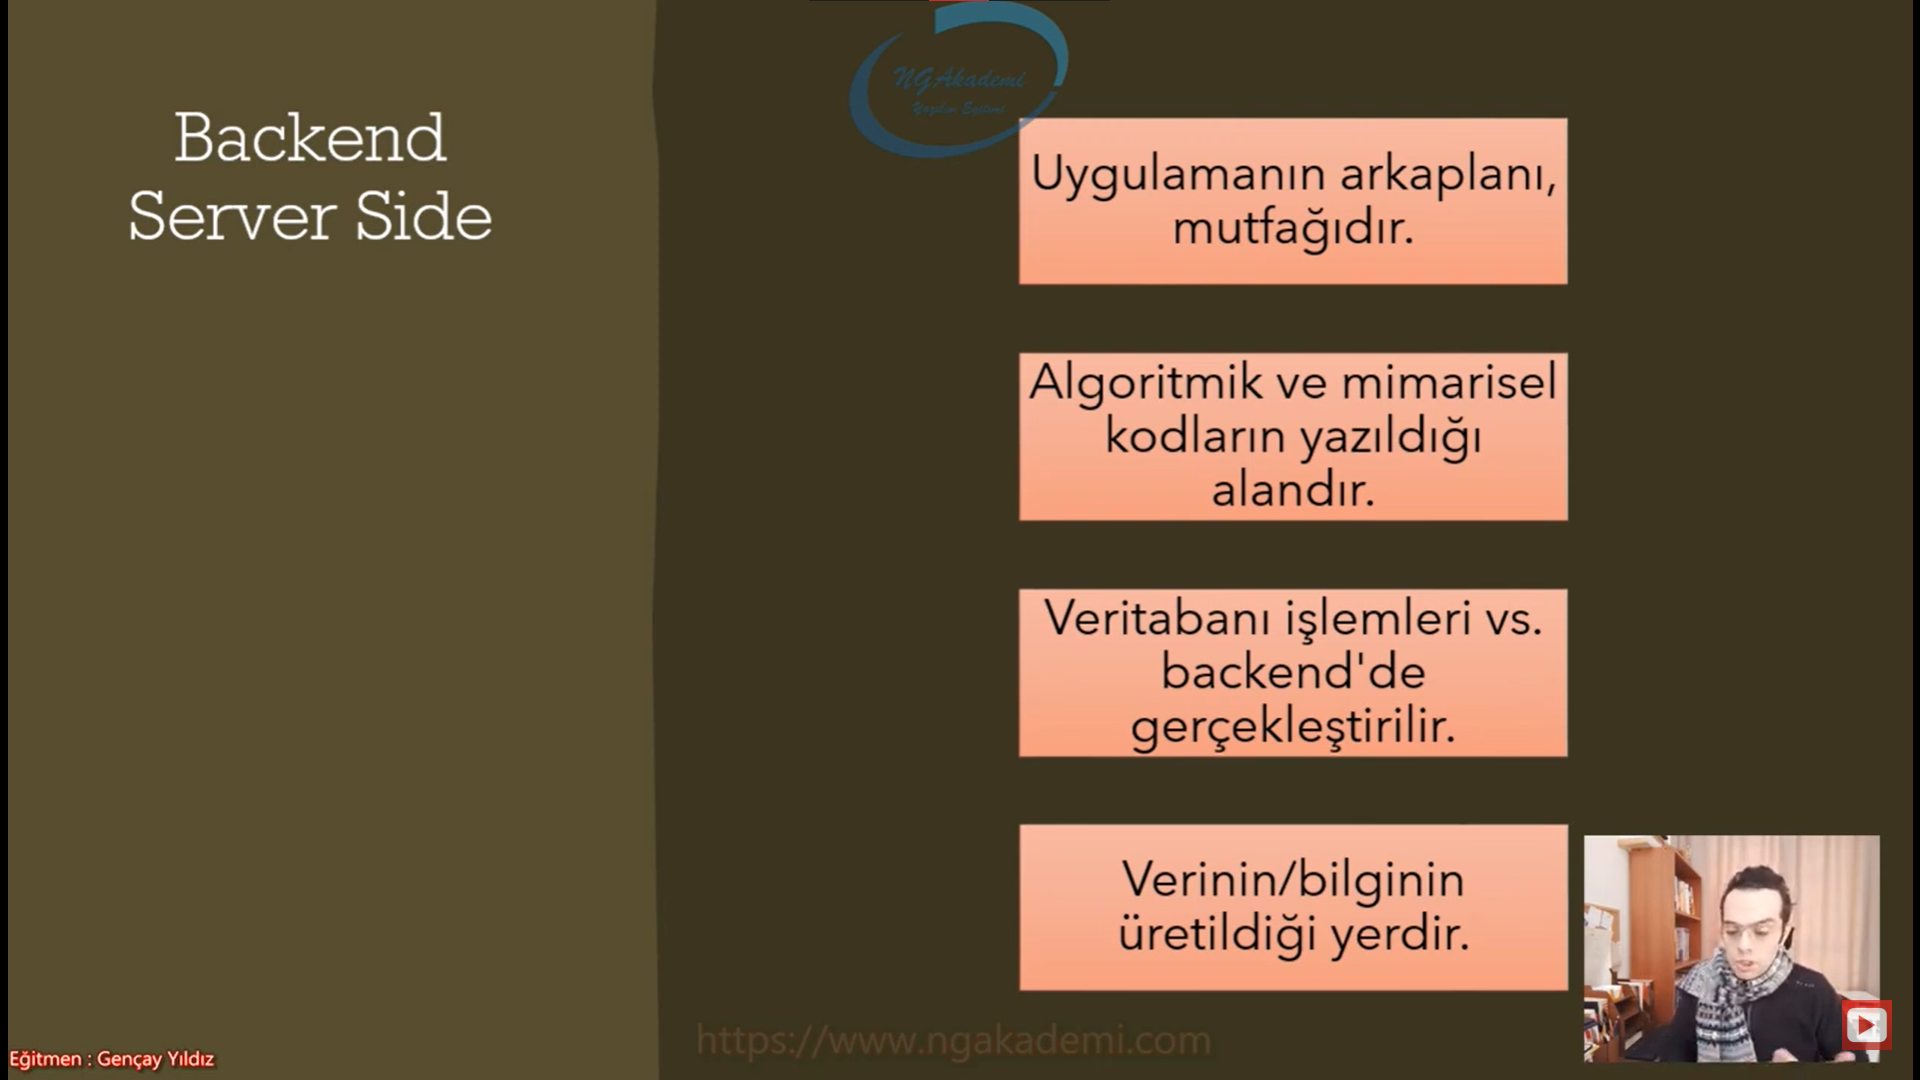 NGAkademi
Yazılım Eğitimi
Backend
Server Side
Uygulamanın arkaplanı,
mutfağıdır.
Algoritmik ve mimarisel
kodların yazıldığı
alandır.
Veritabanı işlemleri vs.
backend'de
gerçekleştirilir.
Verinin/bilginin
üretildiği yerdir.
https://www.ngakademi.com
Eğitmen : Gençay Yıldız